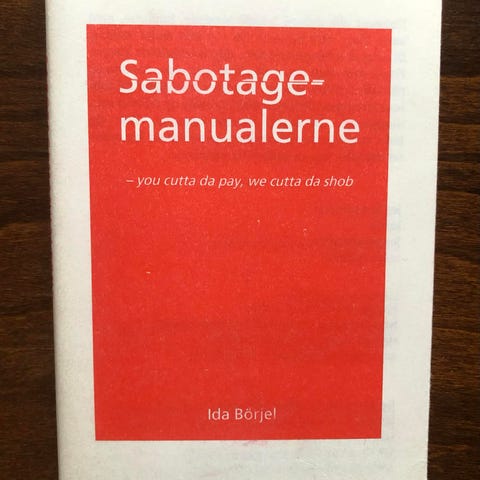 Sabotage-
manualerne
– you cutta da pay, we cutta da shob
Ida Börjel